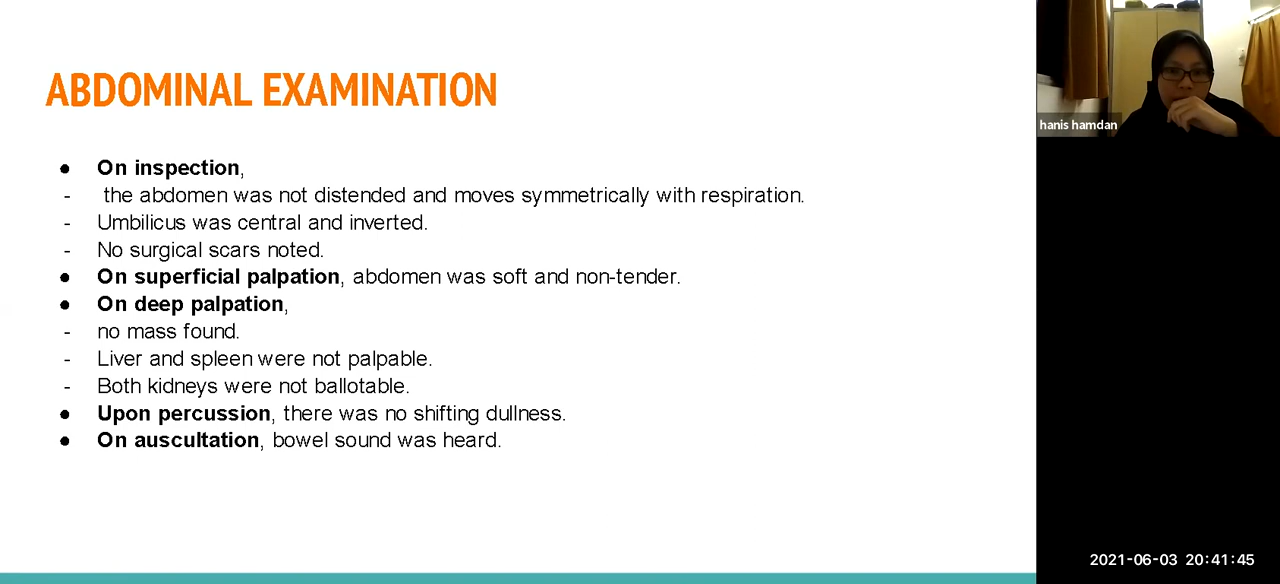 ABDOMINAL EXAMINATION
● On inspection,
- the abdomen was not distended and moves symmetrically with respiration.
- Umbilicus was central and inverted.
- No surgical scars noted.
● On superficial palpation, abdomen was soft and non-tender.
● On deep palpation,
- no mass found.
- Liver and spleen were not palpable.
- Both kidneys were not ballotable.
● Upon percussion, there was no shifting dullness.
● On auscultation, bowel sound was heard.
hanis hamdan
2021-06-03 20:41:45